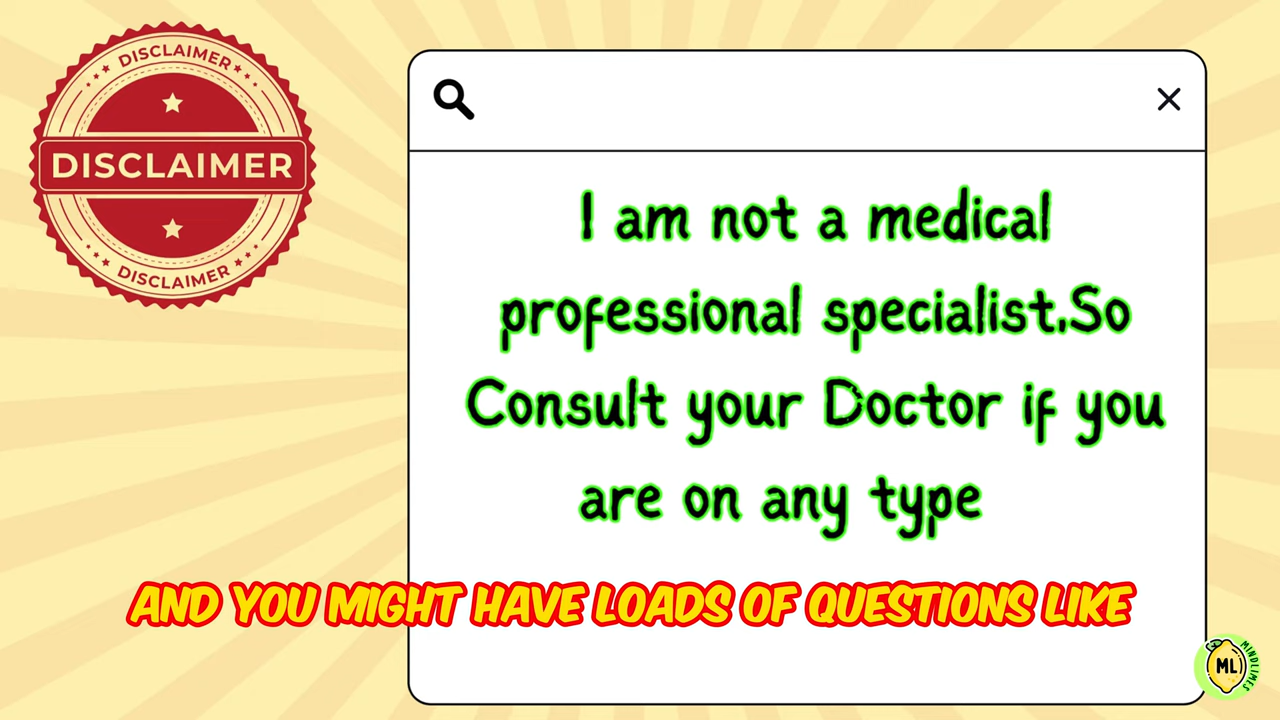 DISCLAIMER
DISCLAIMER
DISCLAIMER
I am not a medical
professional specialist.So
Consult your Doctor if you
are on any type
AND YOU MIGHT HAVE LOADS OF QUESTIONS LIKE
ML
MINDLIMES